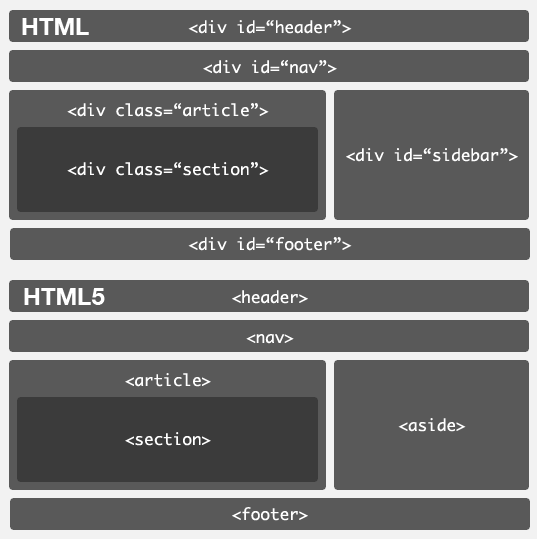 HTML <div id=“header”>
<div id=“nav”>
<div class=“article”>
<div class=“section”>
<div id=“sidebar”>
<div id=“footer”>
HTML5 <header>
<nav>
<article>
<section>
<aside>
<footer>